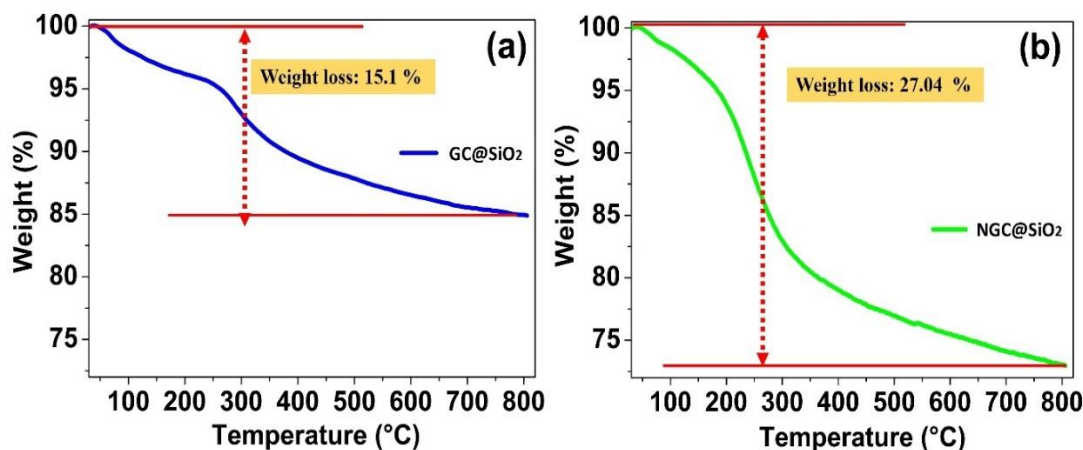 (a)
Weight loss: 15.1 %
GC@SiO₂
Weight (%)
100
95
90
85
80
75
100 200 300 400 500 600 700 800
Temperature (°C)
(b)
Weight loss: 27.04 %
NGC@SiO₂
Weight (%)
100
95
90
85
80
75
100 200 300 400 500 600 700 800
Temperature (°C)